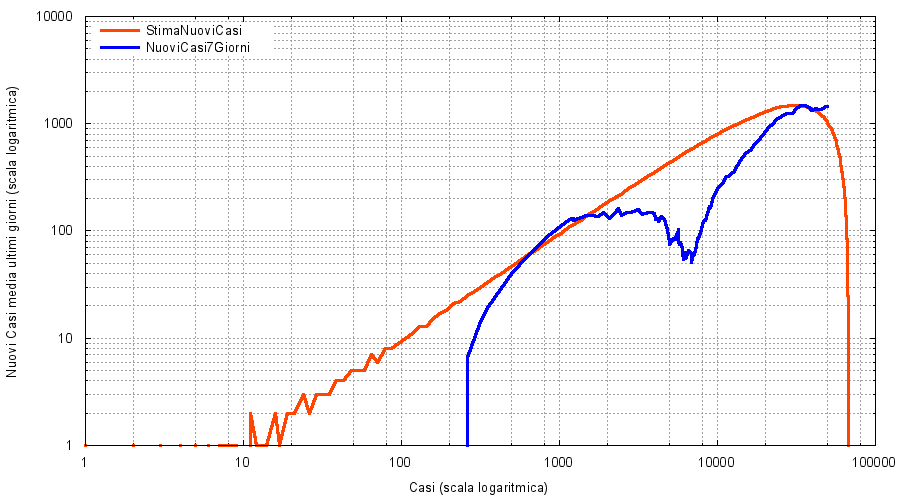 10000
StimaNuoviCasi
NuoviCasi7Giorni
1000
100
10
1
Nuovi Casi media ultimi giorni (scala logaritmica)
1 10 100 1000 10000 100000
Casi (scala logaritmica)